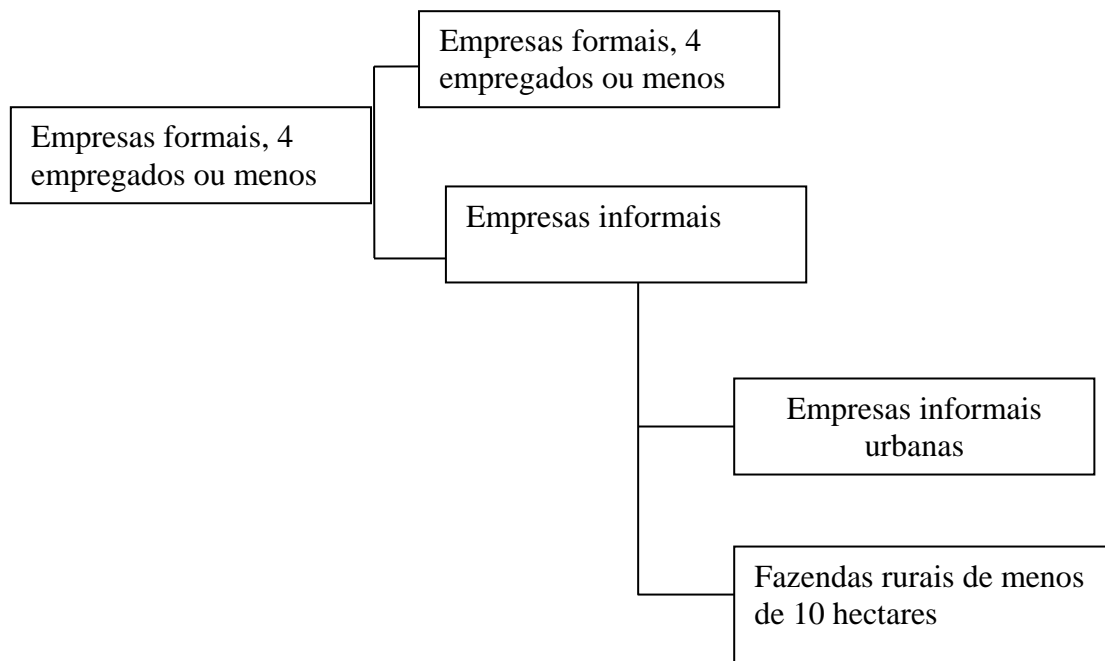 Empresas formais, 4
empregados ou menos
Empresas formais, 4
empregados ou menos
Empresas informais
Empresas informais
urbanas
Fazendas rurais de menos
de 10 hectares